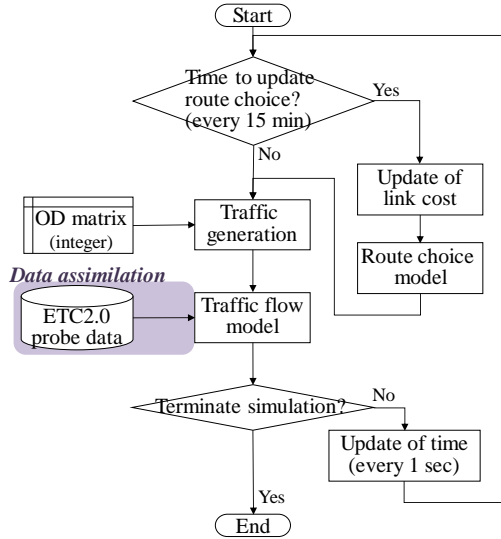 Start
Time to update
route choice?
(every 15 min)
Yes
No
Update of
link cost
OD matrix
(integer)
Traffic
generation
Route choice
model
Data assimilation
ETC2.0
probe data
Traffic flow
model
Terminate simulation?
No
Update of time
(every 1 sec)
Yes
End